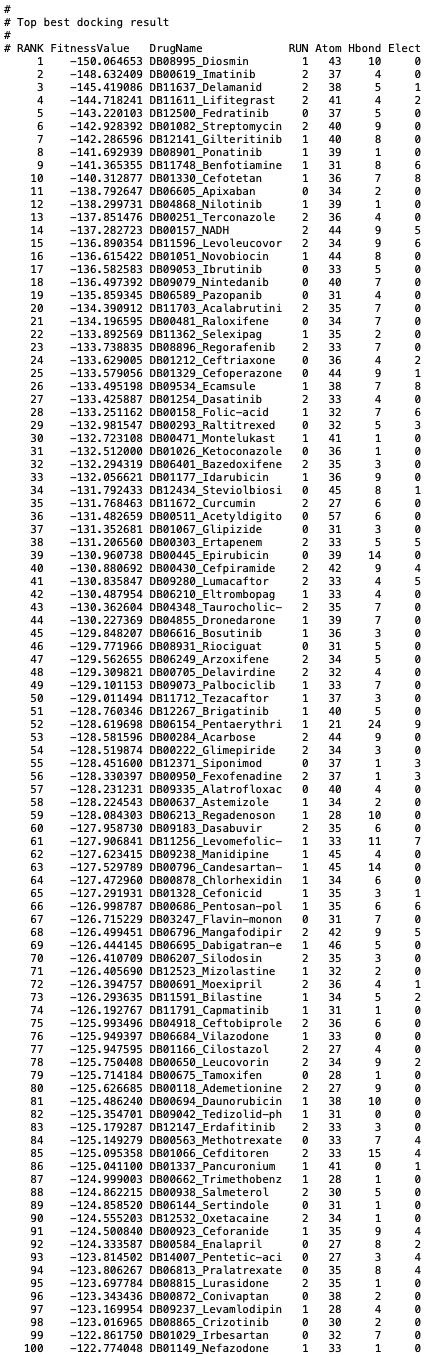 #
# Top best docking result
#
# RANK FitnessValue DrugName RUN Atom Hbond Elect
1 -150.064653 DB08995_Diosmin 1 43 10 0
2 -148.632409 DB00619_Imatinib 2 37 4 0
3 -145.419086 DB11637_Delamanid 2 38 5 1
4 -144.718241 DB11611_Lifitegrast 2 41 4 2
5 -143.220103 DB12500_Fedratinib 0 37 5 0
6 -142.928392 DB01082_Streptomycin 2 40 9 0
7 -142.286596 DB12141_Gilteritinib 1 40 8 0
8 -141.692939 DB08901_Ponatinib 1 39 1 0
9 -141.365355 DB11748_Benfotiamine 1 31 8 6
10 -140.312877 DB01330_Cefotetan 1 36 7 8
11 -138.792647 DB06605_Apixaban 0 34 2 0
12 -138.299731 DB04868_Nilotinib 1 39 1 0
13 -137.851476 DB00251_Terconazole 2 36 4 0
14 -137.282723 DB00157_NADH 2 44 9 5
15 -136.890354 DB11596_Levoleucovor 2 34 9 6
16 -136.615422 DB01051_Novobiocin 1 44 8 0
17 -136.582583 DB09053_Ibrutinib 0 33 5 0
18 -136.497392 DB09079_Nintedanib 0 40 7 0
19 -135.859345 DB06589_Pazopanib 0 31 4 0
20 -134.390912 DB11703_Acalabrutini 2 35 7 0
21 -134.196595 DB00481_Raloxifene 0 34 7 0
22 -133.892569 DB11362_Selexipag 1 35 2 0
23 -133.738835 DB08896_Regorafenib 2 33 7 0
24 -133.629005 DB01212_Ceftriaxone 0 36 4 2
25 -133.579056 DB01329_Cefoperazone 0 44 9 1
26 -133.495198 DB09534_Ecamsule 1 38 7 8
27 -133.425887 DB01254_Dasatinib 2 33 4 0
28 -133.251162 DB00158_Folic-acid 1 32 7 6
29 -132.981547 DB00293_Raltitrexed 0 32 5 3
30 -132.723108 DB00471_Montelukast 1 41 1 0
31 -132.512000 DB01026_Ketoconazole 0 36 1 0
32 -132.294319 DB06401_Bazedoxifene 2 35 3 0
33 -132.056621 DB01177_Idarubicin 1 36 9 0
34 -131.792433 DB12434_Steviolbiosi 0 45 8 1
35 -131.768463 DB11672_Curcumin 2 27 6 0
36 -131.482659 DB00511_Acetyldigito 0 57 6 0
37 -131.352681 DB01067_Glipizide 0 31 3 0
38 -131.206560 DB00303_Ertapenem 2 33 5 5
39 -130.960738 DB00445_Epirubicin 0 39 14 0
40 -130.880692 DB00430_Cefpiramide 2 42 9 4
41 -130.835847 DB09280_Lumacaftor 2 33 4 5
42 -130.487954 DB06210_Eltrombopag 1 33 4 0
43 -130.362604 DB04348_Taurocholic- 2 35 7 0
44 -130.227369 DB04855_Dronedarone 1 39 7 0
45 -129.848207 DB06616_Bosutinib 1 36 3 0
46 -129.771966 DB08931_Riociguat 0 31 5 0
47 -129.562655 DB06249_Arzoxifene 2 34 5 0
48 -129.309821 DB00705_Delavirdine 2 32 4 0
49 -129.101153 DB09073_Palbociclib 1 33 7 0
50 -129.011494 DB11712_Tezacaftor 1 37 3 0
51 -128.760346 DB12267_Brigatinib 1 40 5 0
52 -128.619698 DB06154_Pentaerythri 1 21 24 9
53 -128.581596 DB00284_Acarbose 2 44 9 0
54 -128.519874 DB00222_Glimepiride 2 34 3 0
55 -128.451600 DB12371_Siponimod 0 37 1 3
56 -128.330397 DB00950_Fexofenadine 2 37 1 3
57 -128.231231 DB09335_Alatrofloxac 0 40 4 0
58 -128.224543 DB00637_Astemizole 1 34 2 0
59 -128.084303 DB06213_Regadenoson 1 28 10 0
60 -127.958730 DB09183_Dasabuvir 2 35 6 0
61 -127.906841 DB11256_Levomefolic- 1 33 11 7
62 -127.623415 DB09238_Manidipine 1 45 4 0
63 -127.529789 DB00796_Candesartan- 1 45 14 0
64 -127.472960 DB00878_Chlorhexidin 1 34 6 0
65 -127.291931 DB01328_Cefonicid 1 35 3 1
66 -126.998787 DB00686_Pentosan-pol 1 35 6 6
67 -126.715229 DB03247_Flavin-monon 0 31 7 0
68 -126.499451 DB06796_Mangafodipir 2 42 9 5
69 -126.444145 DB06695_Dabigatran-e 1 46 5 0
70 -126.410709 DB06207_Silodosin 2 35 3 0
71 -126.405690 DB12523_Mizolastine 1 32 2 0
72 -126.394757 DB00691_Moexipril 2 36 4 1
73 -126.293635 DB11591_Bilastine 1 34 5 2
74 -126.192767 DB11791_Capmatinib 1 31 1 0
75 -125.993496 DB04918_Ceftobiprole 2 36 6 0
76 -125.949397 DB06684_Vilazodone 1 33 0 0
77 -125.947595 DB01166_Cilostazol 2 27 4 0
78 -125.750408 DB00650_Leucovorin 2 34 9 2
79 -125.714184 DB00675_Tamoxifen 0 28 1 0
80 -125.626685 DB00118_Ademetionine 2 27 9 0
81 -125.486240 DB00694_Daunorubicin 1 38 10 0
82 -125.354701 DB09042_Tedizolid-ph 1 31 0 0
83 -125.179287 DB12147_Erdafitinib 2 33 3 0
84 -125.149279 DB00563_Methotrexate 0 33 7 4
85 -125.095358 DB01066_Cefditoren 2 33 15 4
86 -125.041100 DB01337_Pancuronium 1 41 0 1
87 -124.999003 DB00662_Trimethobenz 1 28 1 0
88 -124.862215 DB00938_Salmeterol 2 30 5 0
89 -124.858520 DB06144_Sertindole 0 31 1 0
90 -124.555203 DB12532_Oxetacaine 2 34 1 0
91 -124.500840 DB00923_Ceforanide 1 35 9 4
92 -124.333587 DB00584_Enalapril 0 27 8 2
93 -123.814502 DB14007_Pentetic-aci 0 27 3 4
94 -123.806267 DB06813_Pralatrexate 0 35 8 4
95 -123.697784 DB08815_Lurasidone 2 35 1 0
96 -123.343436 DB00872_Conivaptan 0 38 2 0
97 -123.169954 DB09237_Levamlodipin 1 28 4 0
98 -123.016965 DB08865_Crizotinib 0 30 2 0
99 -122.861750 DB01029_Irbesartan 0 32 7 0
100 -122.774048 DB01149_Nefazodone 1 33 1 0